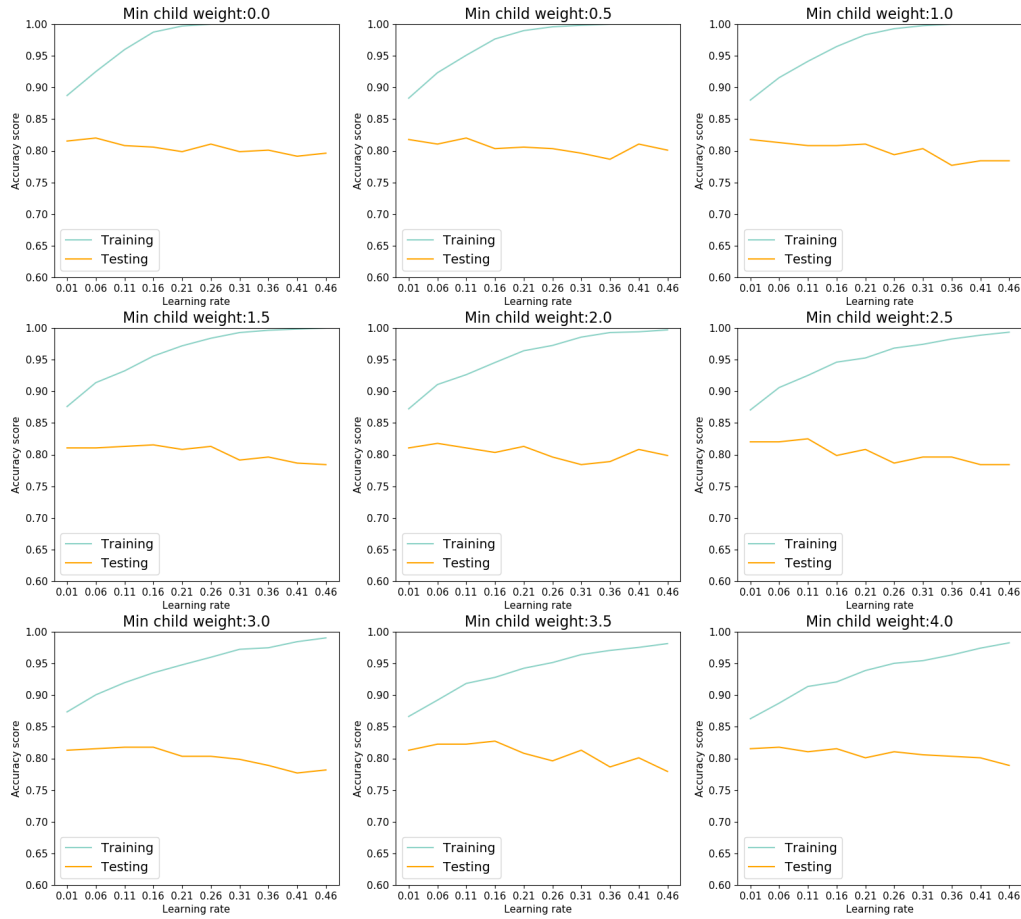 Min child weight:0.0
Accuracy score
1.00
0.95
0.90
0.85
0.80
0.75
0.70
0.65
0.60
Training
Testing
0.01 0.06 0.11 0.16 0.21 0.26 0.31 0.36 0.41 0.46
Learning rate
Min child weight:0.5
Accuracy score
1.00
0.95
0.90
0.85
0.80
0.75
0.70
0.65
0.60
Training
Testing
0.01 0.06 0.11 0.16 0.21 0.26 0.31 0.36 0.41 0.46
Learning rate
Min child weight:1.0
Accuracy score
1.00
0.95
0.90
0.85
0.80
0.75
0.70
0.65
0.60
Training
Testing
0.01 0.06 0.11 0.16 0.21 0.26 0.31 0.36 0.41 0.46
Learning rate
Min child weight:1.5
Accuracy score
1.00
0.95
0.90
0.85
0.80
0.75
0.70
0.65
0.60
Training
Testing
0.01 0.06 0.11 0.16 0.21 0.26 0.31 0.36 0.41 0.46
Learning rate
Min child weight:2.0
Accuracy score
1.00
0.95
0.90
0.85
0.80
0.75
0.70
0.65
0.60
Training
Testing
0.01 0.06 0.11 0.16 0.21 0.26 0.31 0.36 0.41 0.46
Learning rate
Min child weight:2.5
Accuracy score
1.00
0.95
0.90
0.85
0.80
0.75
0.70
0.65
0.60
Training
Testing
0.01 0.06 0.11 0.16 0.21 0.26 0.31 0.36 0.41 0.46
Learning rate
Min child weight:3.0
Accuracy score
1.00
0.95
0.90
0.85
0.80
0.75
0.70
0.65
0.60
Training
Testing
0.01 0.06 0.11 0.16 0.21 0.26 0.31 0.36 0.41 0.46
Learning rate
Min child weight:3.5
Accuracy score
1.00
0.95
0.90
0.85
0.80
0.75
0.70
0.65
0.60
Training
Testing
0.01 0.06 0.11 0.16 0.21 0.26 0.31 0.36 0.41 0.46
Learning rate
Min child weight:4.0
Accuracy score
1.00
0.95
0.90
0.85
0.80
0.75
0.70
0.65
0.60
Training
Testing
0.01 0.06 0.11 0.16 0.21 0.26 0.31 0.36 0.41 0.46
Learning rate